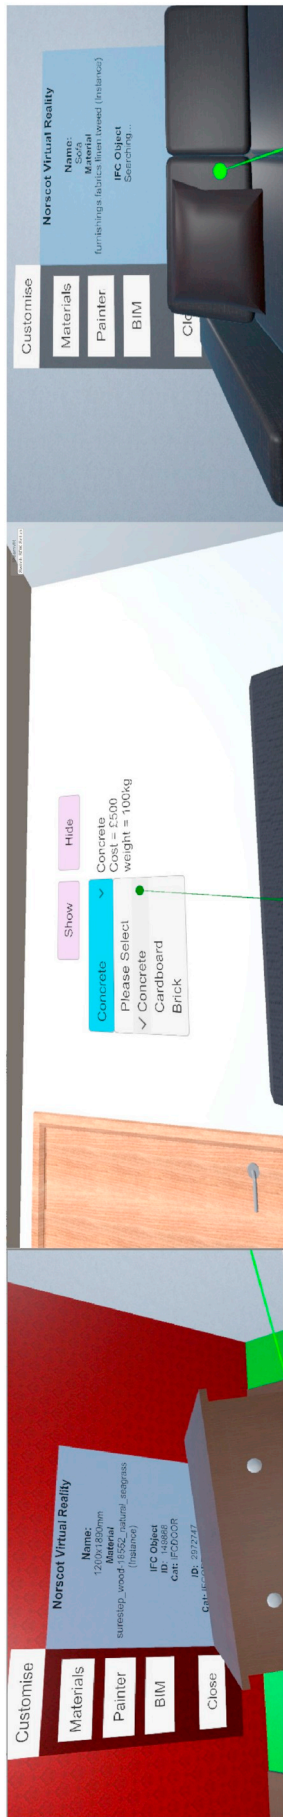 Customise
Materials
Painter
BIM
Close
Norscot Virtual Reality
Name:
1200x1890mm
Material
surestep_wood-18562_natural_seagrass
(Instance)
IFC Object
ID: 149868
Cat: IFCDOOR
ID: 2972747
Show
Hide
Concrete
Please Select
Concrete
Cardboard
Brick
Concrete
Cost = £500
weight = 100kg
Customise
Materials
Painter
BIM
Norscot Virtual Reality
Name:
Sofa
Material
furnishings fabrics linen tweed (Instance)
IFC Object
Searching...